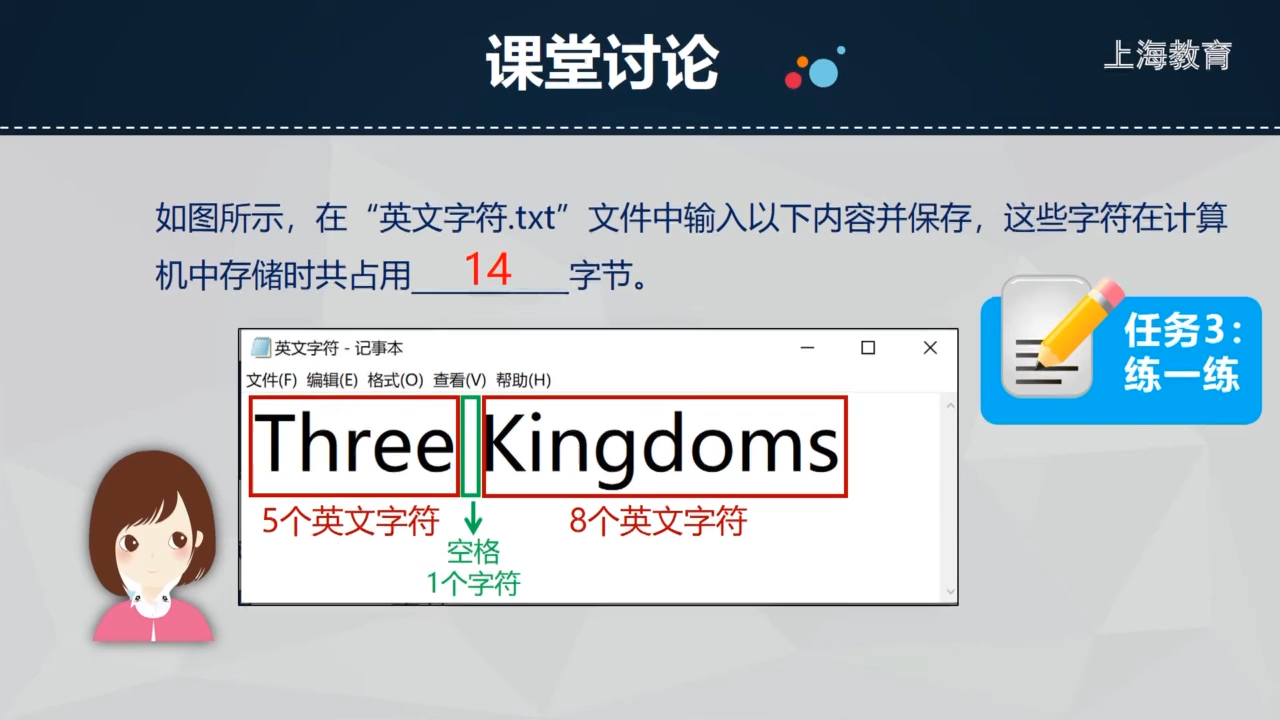 课堂讨论
上海教育
如图所示，在“英文字符.txt”文件中输入以下内容并保存，这些字符在计算
机中存储时共占用14字节。
任务3：
练一练
英文字符 - 记事本
文件(F) 编辑(E) 格式(O) 查看(V) 帮助(H)
Three Kingdoms
5个英文字符
8个英文字符
空格
1个字符